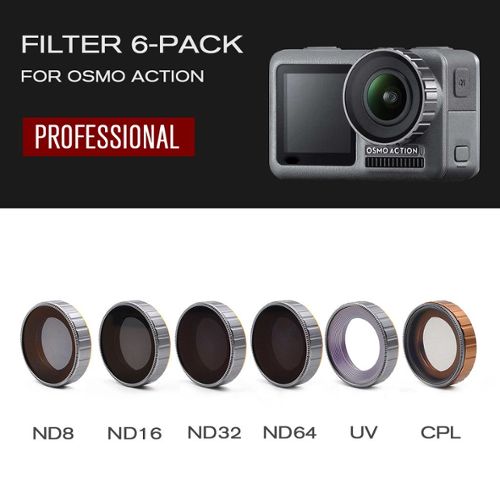 FILTER 6-PACK
FOR OSMO ACTION
PROFESSIONAL
OSMO ACTION
ND8 ND16 ND32 ND64 UV CPL